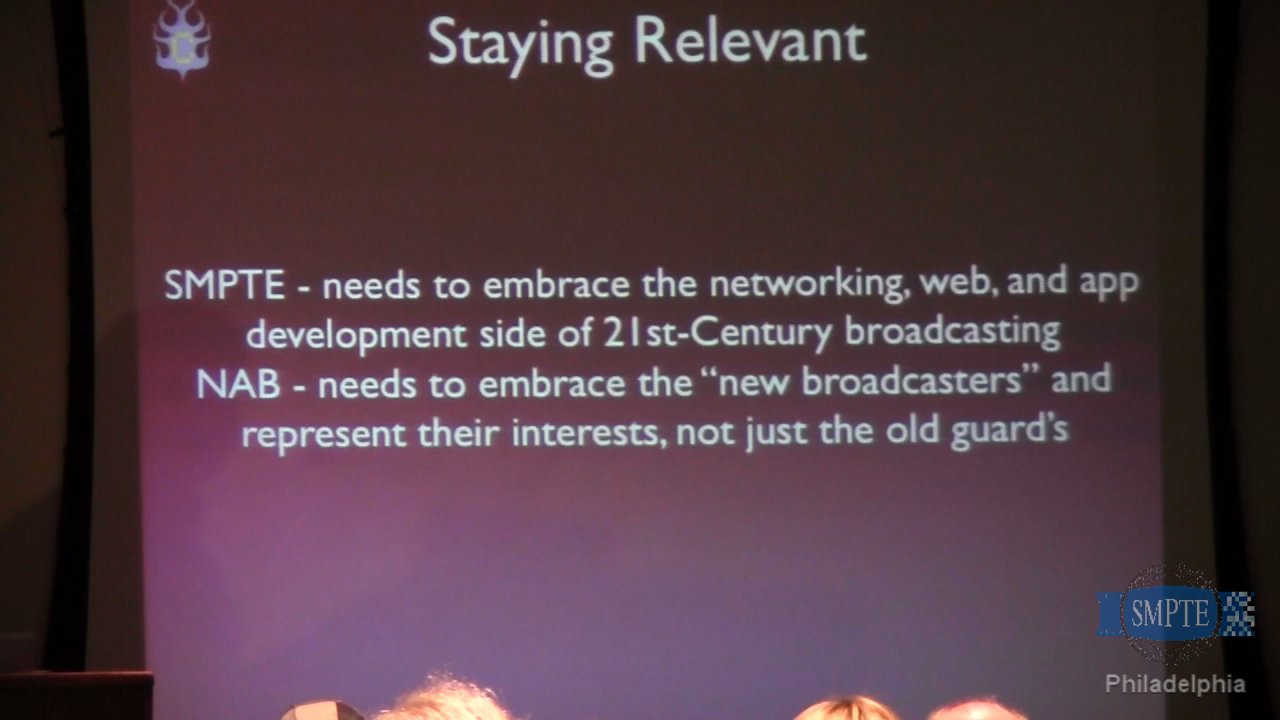 Staying Relevant
SMPTE - needs to embrace the networking, web, and app
development side of 21st-Century broadcasting
NAB - needs to embrace the “new broadcasters” and
represent their interests, not just the old guard’s
SMPTE
Philadelphia